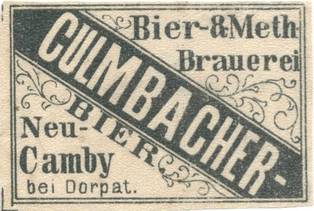 Bier-&Meth
Brauerei
CULMBACHER-
BIER
Neu-
Camby
bei Dorpat.